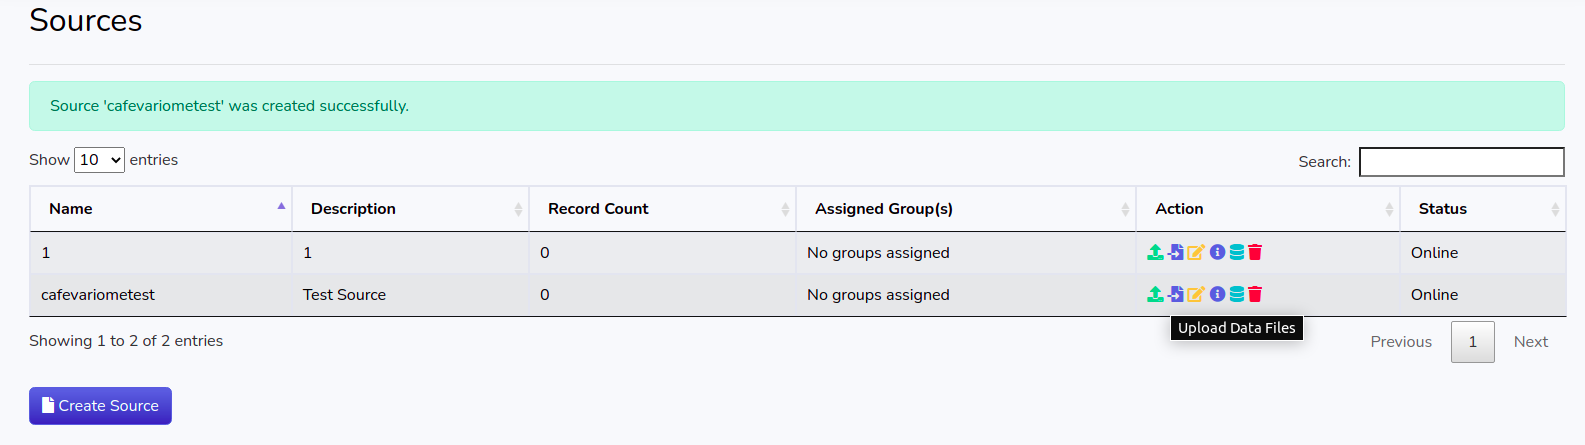 Sources
Source 'cafevariometest' was created successfully.
Show 10 entries
Search:
Name Description Record Count Assigned Group(s) Action Status
1 1 0 No groups assigned Online
cafevariometest Test Source 0 No groups assigned Online
Upload Data Files
Showing 1 to 2 of 2 entries
Previous 1 Next
Create Source